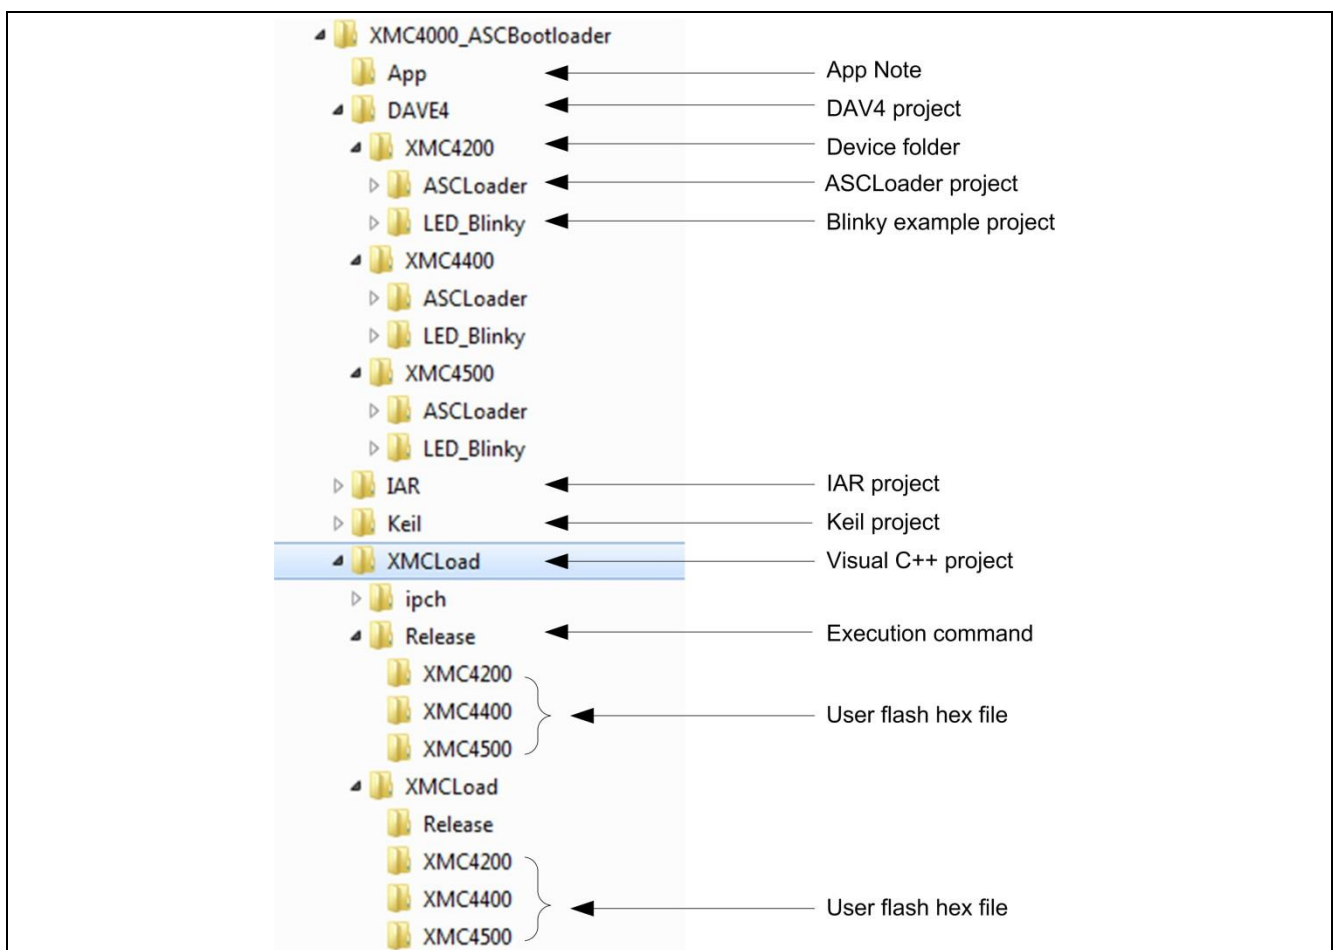 XMC4000_ASCBootloader
App App Note
DAVE4 DAV4 project
XMC4200 Device folder
ASCLoader ASCLoader project
LED_Blinky Blinky example project
XMC4400
ASCLoader
LED_Blinky
XMC4500
ASCLoader
LED_Blinky
IAR IAR project
Keil Keil project
XMCLoad Visual C++ project
ipch
Release Execution command
XMC4200
XMC4400 User flash hex file
XMC4500
XMCLoad
Release
XMC4200
XMC4400 User flash hex file
XMC4500